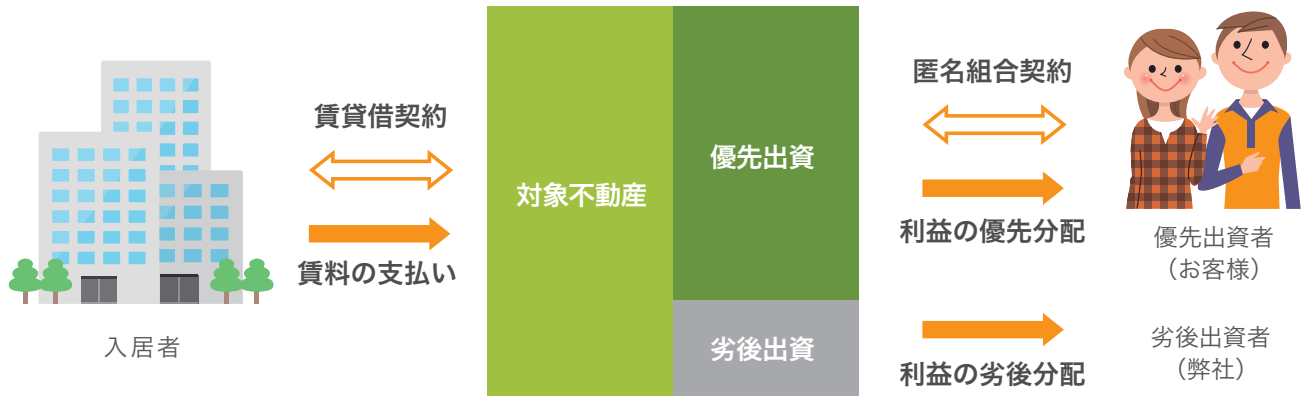 賃貸借契約
賃料の支払い
入居者
対象不動産
優先出資
劣後出資
匿名組合契約
利益の優先分配
優先出資者
（お客様）
利益の劣後分配
劣後出資者
（弊社）